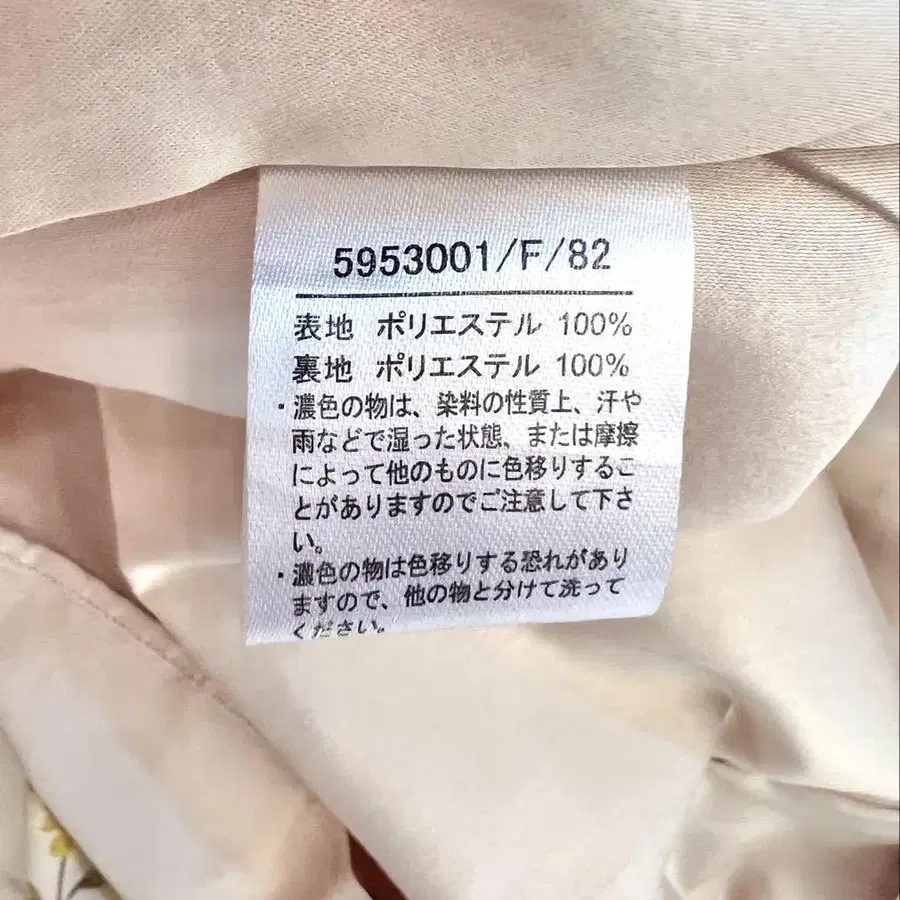 5953001/F/82
表地 ポリエステル 100%
裏地 ポリエステル 100%
・濃色の物は、染料の性質上、汗や
雨などで湿った状態、または摩擦
によって他のものに色移りするこ
とがありますのでご注意して下さ
い。
・濃色の物は色移りする恐れがあり
ますので、他の物と分けて洗って
ください。